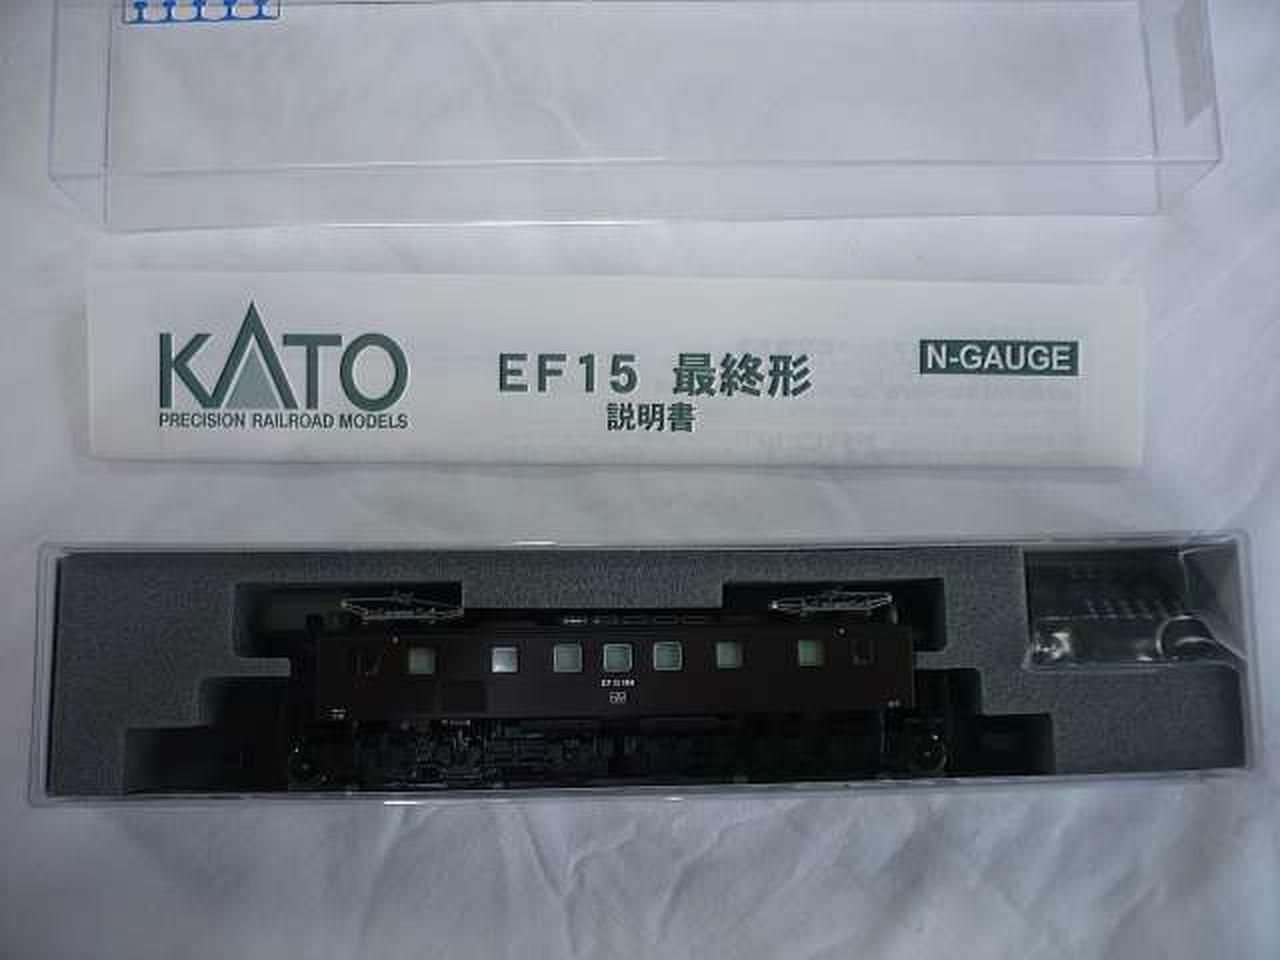 KATO
PRECISION RAILROAD MODELS
EF15 最終形
説明書
N-GAUGE